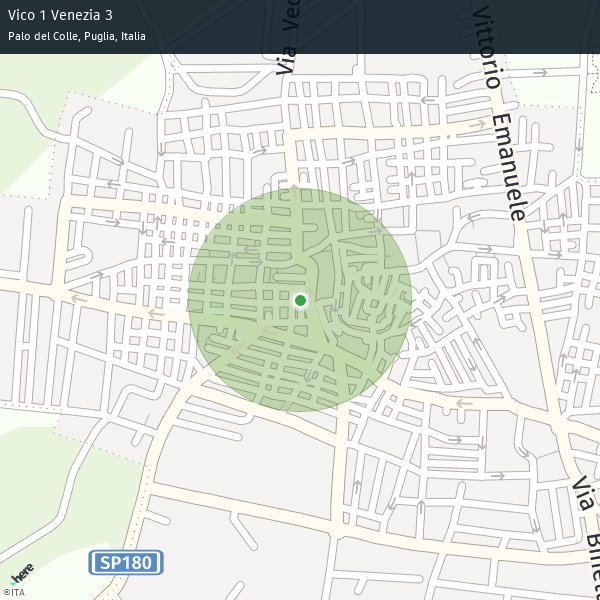 Vico 1 Venezia 3
Palo del Colle, Puglia, Italia
Via Vec
Vittorio Emanuele
Via Bitet
SP180
here
©ITA